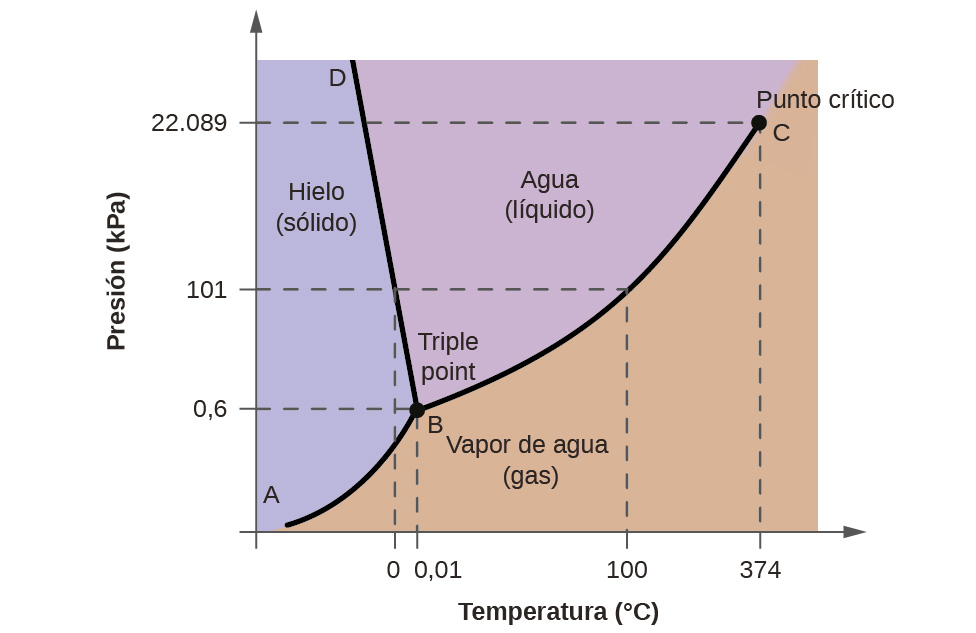 D
Punto crítico
22.089
C
Hielo
(sólido)
Agua
(líquido)
Presión (kPa)
101
Triple
point
0,6
B
Vapor de agua
(gas)
A
0
0,01
100
374
Temperatura (°C)